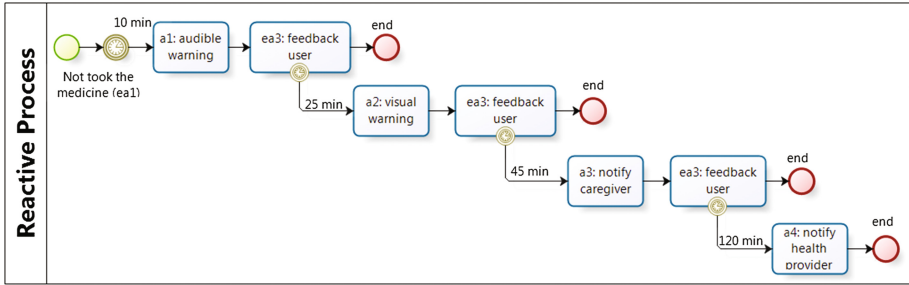 Reactive Process
10 min
Not took the
medicine (ea1)
a1: audible
warning
ea3: feedback
user
end
25 min
a2: visual
warning
ea3: feedback
user
end
45 min
a3: notify
caregiver
ea3: feedback
user
end
120 min
a4: notify
health
provider
end